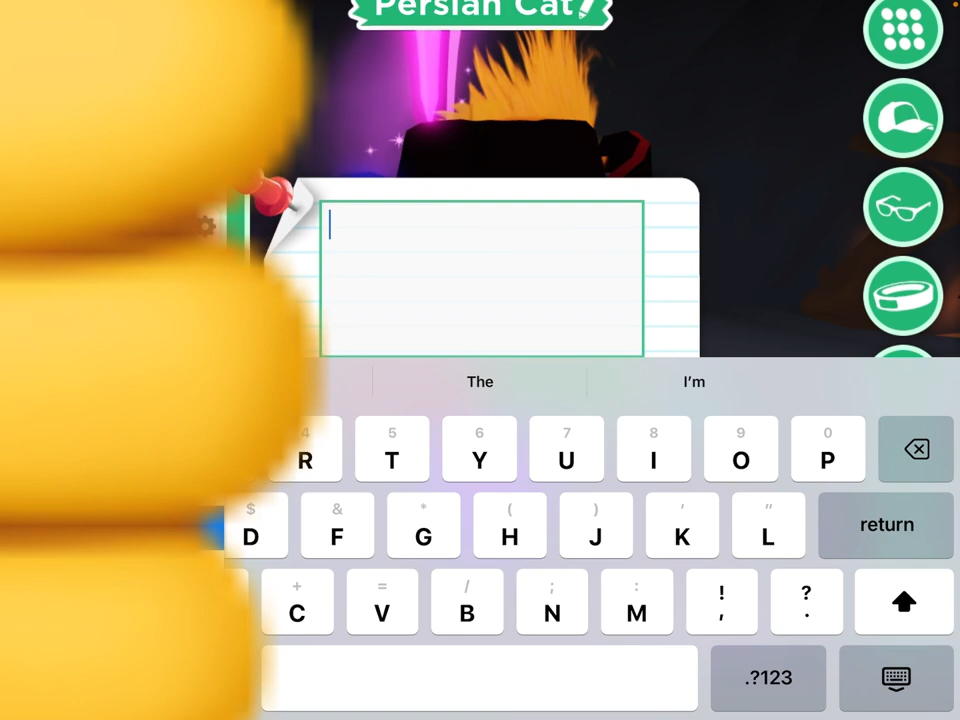 Persian Cat
The
I'm
4 5 6 7 8 9 0
R T Y U I O P
$ & * ( ) ' "
D F G H J K L
return
+ = / ; : ! ?
C V B N M , .
.?123